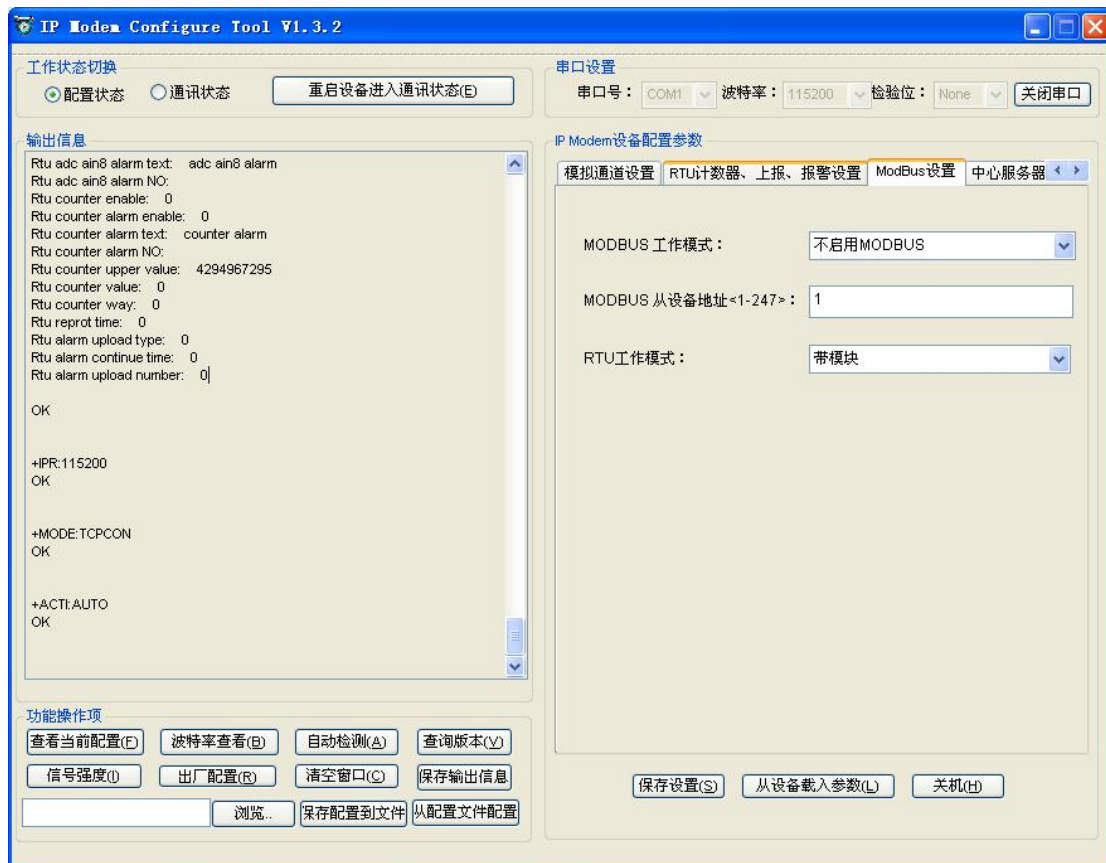 IP Modem Configure Tool V1.3.2
工作状态切换
配置状态 通讯状态 重启设备进入通讯状态(E)
串口设置
串口号： COM1 波特率： 115200 检验位： None 关闭串口
输出信息
Rtu adc ain8 alarm text: adc ain8 alarm
Rtu adc ain8 alarm NO:
Rtu counter enable: 0
Rtu counter alarm enable: 0
Rtu counter alarm text: counter alarm
Rtu counter alarm NO:
Rtu counter upper value: 4294967295
Rtu counter value: 0
Rtu counter way: 0
Rtu reprot time: 0
Rtu alarm upload type: 0
Rtu alarm continue time: 0
Rtu alarm upload number: 0
OK
+IPR:115200
OK
+MODE:TCPCON
OK
+ACTI:AUTO
OK
IP Modem设备配置参数
模拟通道设置 RTU计数器、上报、报警设置 ModBus设置 中心服务器
MODBUS 工作模式： 不启用MODBUS
MODBUS 从设备地址<1-247>： 1
RTU工作模式： 带模块
功能操作项
查看当前配置(F) 波特率查看(B) 自动检测(A) 查询版本(V)
信号强度(I) 出厂配置(R) 清空窗口(C) 保存输出信息
浏览.. 保存配置到文件 从配置文件配置
保存设置(S) 从设备载入参数(L) 关机(H)